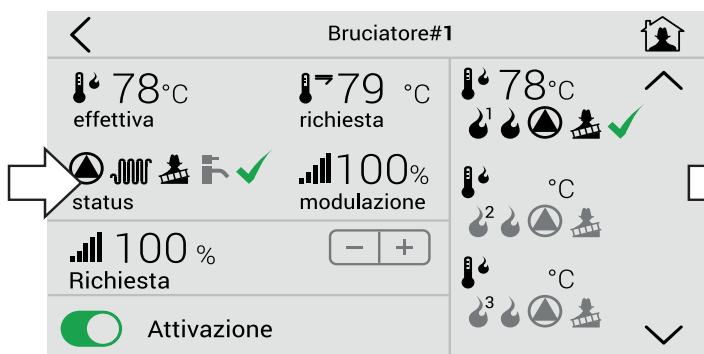 Bruciatore#1
78°C
effettiva
79 °C
richiesta
status
100%
modulazione
100 %
Richiesta
- +
Attivazione
78°C
1
°C
2
°C
3